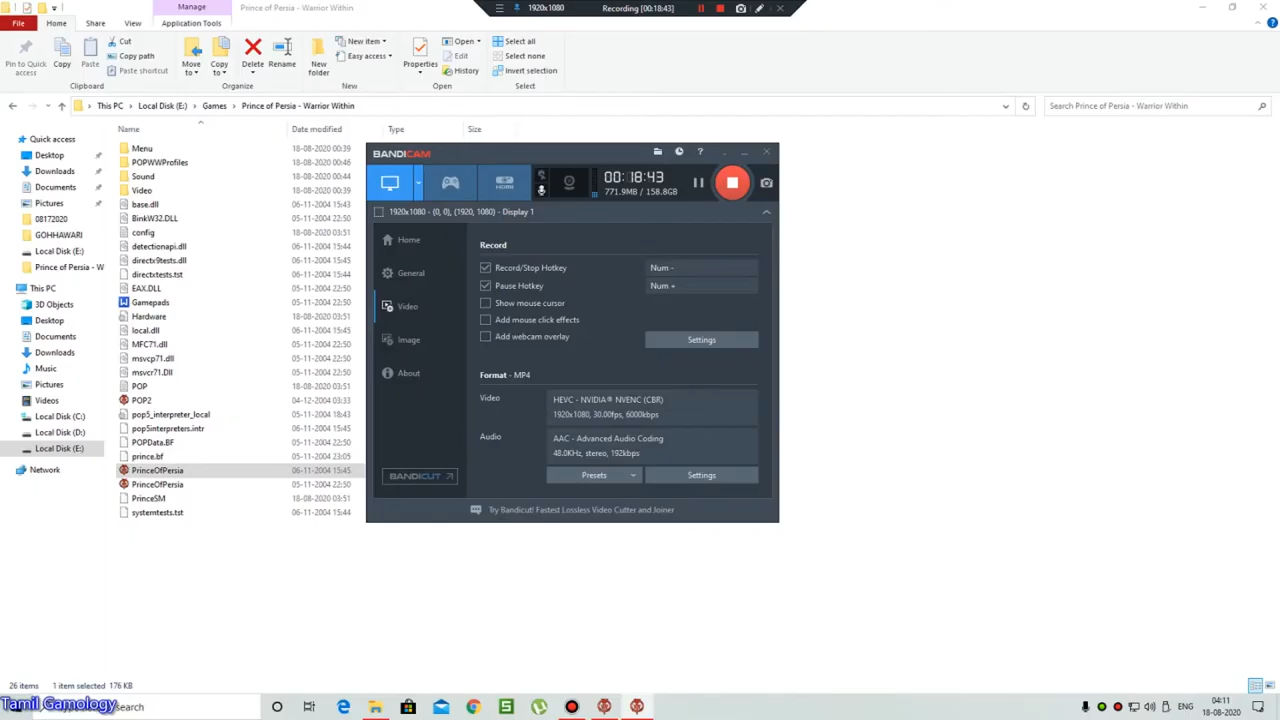 Manage
Prince of Persia - Warrior Within
1920x1080
Recording [00:18:43]
File
Home
Share
View
Application Tools
Pin to Quick access
Copy
Paste
Cut
Copy path
Paste shortcut
Clipboard
Move to
Copy to
Delete
Rename
Organize
New folder
New item
Easy access
New
Properties
Open
Edit
History
Open
Select all
Select none
Invert selection
Select
This PC > Local Disk (E:) > Games > Prince of Persia - Warrior Within
Search Prince of Persia - Warrior Within
Quick access
Desktop
Downloads
Documents
Pictures
08172020
GOHHAWARI
Local Disk (E:)
Prince of Persia - W
This PC
3D Objects
Desktop
Documents
Downloads
Music
Pictures
Videos
Local Disk (C:)
Local Disk (D:)
Local Disk (E:)
Network
Name Date modified Type Size
Menu 18-08-2020 00:39
POPWWProfiles 18-08-2020 00:46
Sound 18-08-2020 00:44
Video 18-08-2020 00:39
base.dll 06-11-2004 15:43
BinkW32.DLL 05-11-2004 22:50
config 18-08-2020 03:51
detectionapi.dll 06-11-2004 15:44
directx9tests.dll 06-11-2004 15:44
directxtests.tst 06-11-2004 15:44
EAX.DLL 05-11-2004 22:50
Gamepads 05-11-2004 22:50
Hardware 18-08-2020 03:51
local.dll 06-11-2004 15:45
MFC71.dll 05-11-2004 22:50
msvcp71.dll 05-11-2004 22:50
msvcr71.Dll 05-11-2004 22:50
POP 18-08-2020 03:51
POP2 04-12-2004 03:33
pop5_interpreter_local 05-11-2004 18:43
pop5interpreters.intr 06-11-2004 15:45
POPData.BF 05-11-2004 22:50
prince.bf 05-11-2004 23:05
PrinceOfPersia 06-11-2004 15:45
PrinceOfPersia 05-11-2004 22:50
PrinceSM 18-08-2020 03:51
systemtests.tst 06-11-2004 15:44
BANDICAM
HDMI
00:18:43
771.9MB / 158.8GB
1920x1080 - (0, 0), (1920, 1080) - Display 1
Home
General
Video
Image
About
BANDICUT
Record
Record/Stop Hotkey Num -
Pause Hotkey Num +
Show mouse cursor
Add mouse click effects
Add webcam overlay
Settings
Format - MP4
Video HEVC - NVIDIA® NVENC (CBR)
1920x1080, 30.00fps, 6000kbps
Audio AAC - Advanced Audio Coding
48.0KHz, stereo, 192kbps
Presets
Settings
Try Bandicut! Fastest Lossless Video Cutter and Joiner
26 items 1 item selected 176 KB
Tamil Gamology
ENG
04:11
18-08-2020